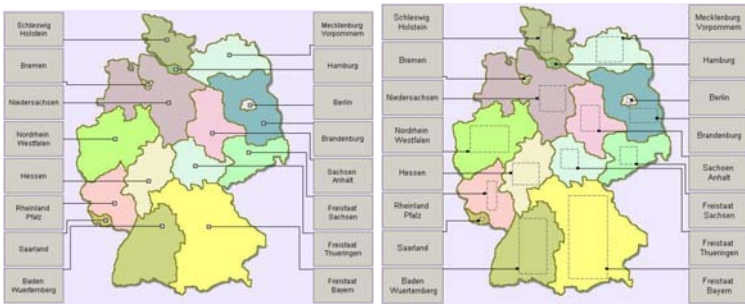 Schleswig
Holstein
Bremen
Niedersachsen
Nordrhein
Westfalen
Hessen
Rheinland
Pfalz
Saarland
Baden
Wuertemberg
Mecklenburg
Vorpommern
Hamburg
Berlin
Brandenburg
Sachsen
Anhalt
Freistaat
Sachsen
Freistaat
Thueringen
Freistaat
Bayern
Schleswig
Holstein
Bremen
Niedersachsen
Nordrhein
Westfalen
Hessen
Rheinland
Pfalz
Saarland
Baden
Wuertemberg
Mecklenburg
Vorpommern
Hamburg
Berlin
Brandenburg
Sachsen
Anhalt
Freistaat
Sachsen
Freistaat
Thueringen
Freistaat
Bayern